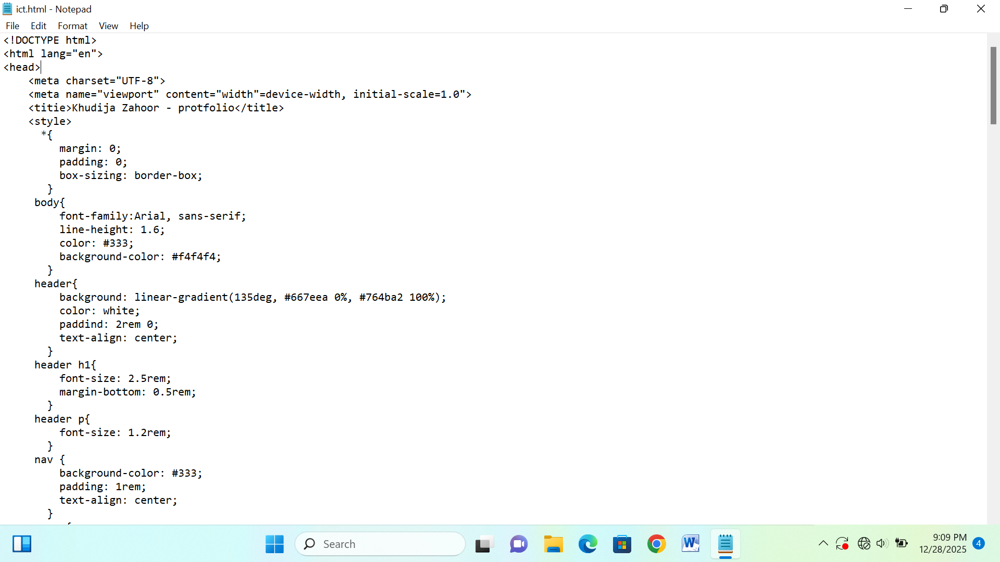 ict.html - Notepad
File Edit Format View Help
<!DOCTYPE html>
<html lang="en">
<head>
    <meta charset="UTF-8">
    <meta name="viewport" content="width"=device-width, initial-scale=1.0">
    <titie>Khudija Zahoor - protfolio</title>
    <style>
      *{
         margin: 0;
         padding: 0;
         box-sizing: border-box;
       }
     body{
         font-family:Arial, sans-serif;
         line-height: 1.6;
         color: #333;
         background-color: #f4f4f4;
       }
     header{
         background: linear-gradient(135deg, #667eea 0%, #764ba2 100%);
         color: white;
         paddind: 2rem 0;
         text-align: center;
       }
     header h1{
         font-size: 2.5rem;
         margin-bottom: 0.5rem;
       }
     header p{
         font-size: 1.2rem;
       }
     nav {
         background-color: #333;
         padding: 1rem;
         text-align: center;
       }
Search
9:09 PM
12/28/2025
4